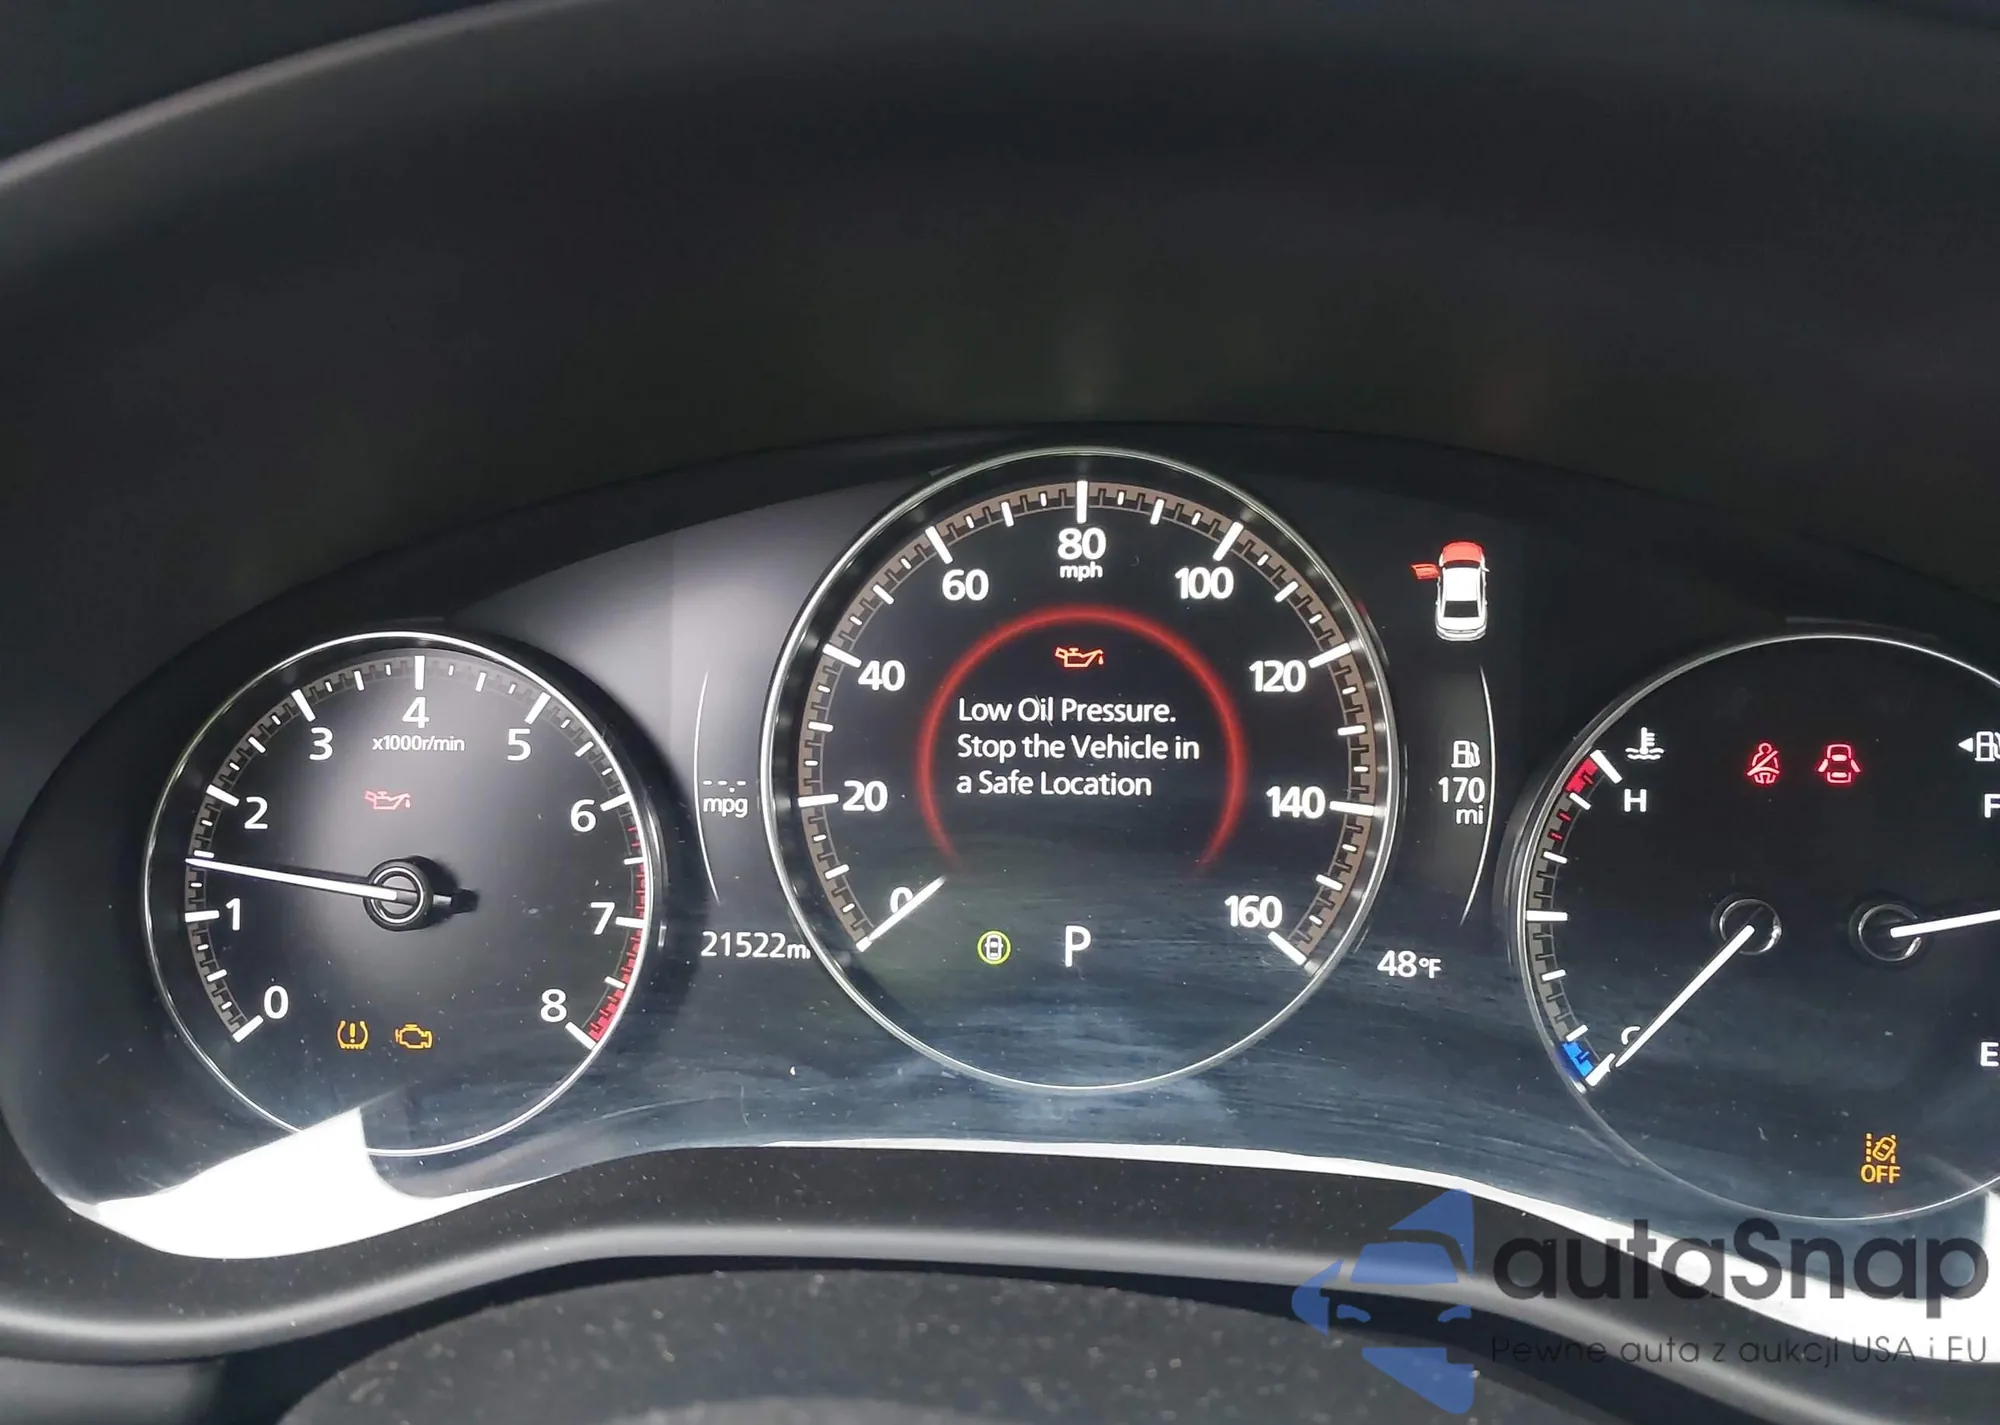 80
mph
60
100
40
120
Low Oil Pressure.
Stop the Vehicle in
a Safe Location
20
140
0
160
P
4
x1000r/min
3
5
2
6
1
7
0
8
mpg
21522mi
170
mi
48°F
H
F
C
E
OFF
autaSnap
Pewne auta z aukcji USA i EU